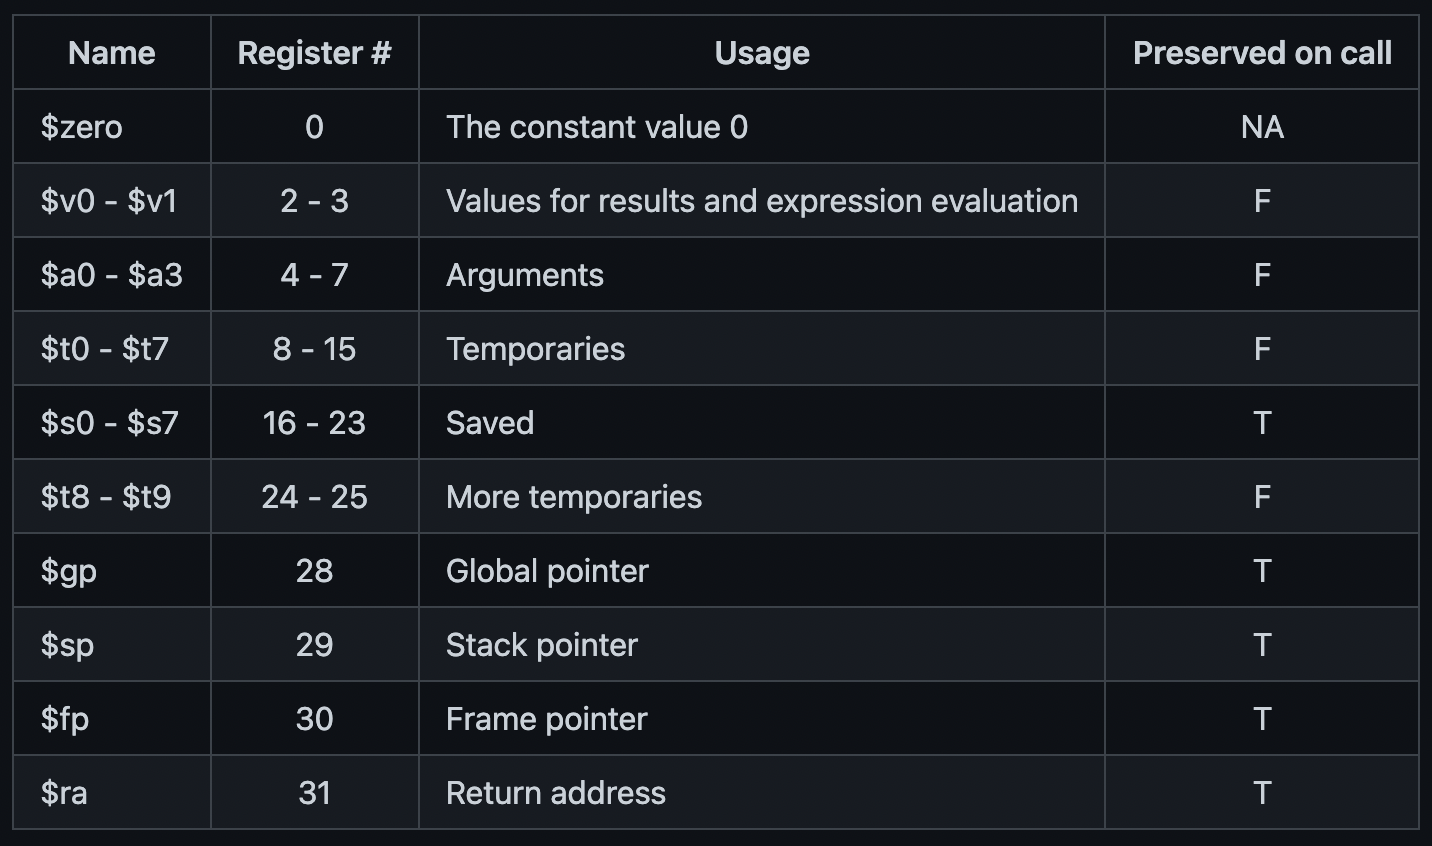 Name Register # Usage Preserved on call
$zero 0 The constant value 0 NA
$v0 - $v1 2 - 3 Values for results and expression evaluation F
$a0 - $a3 4 - 7 Arguments F
$t0 - $t7 8 - 15 Temporaries F
$s0 - $s7 16 - 23 Saved T
$t8 - $t9 24 - 25 More temporaries F
$gp 28 Global pointer T
$sp 29 Stack pointer T
$fp 30 Frame pointer T
$ra 31 Return address T